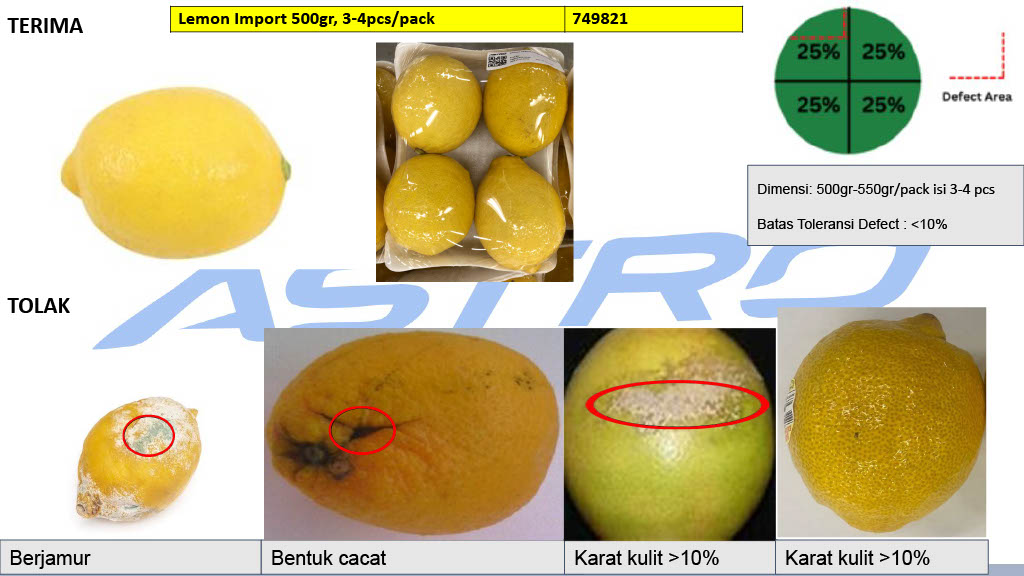 TERIMA
Lemon Import 500gr, 3-4pcs/pack
749821
25%
25%
25%
25%
Defect Area
Dimensi: 500gr-550gr/pack isi 3-4 pcs
Batas Toleransi Defect : <10%
ASTRO
TOLAK
Berjamur
Bentuk cacat
Karat kulit >10%
Karat kulit >10%